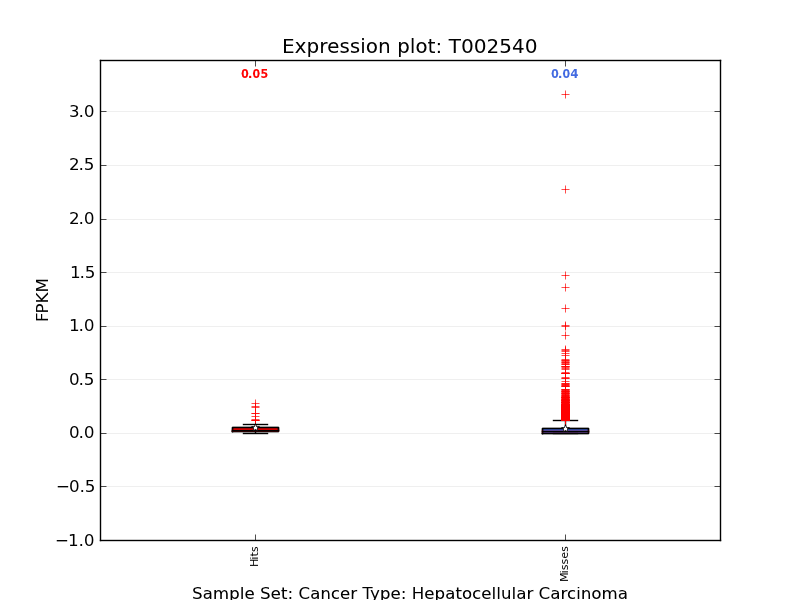 Expression plot: T002540
0.05
0.04
3.0
2.5
2.0
1.5
1.0
0.5
0.0
−0.5
−1.0
FPKM
Hits
Misses
Sample Set: Cancer Type: Hepatocellular Carcinoma